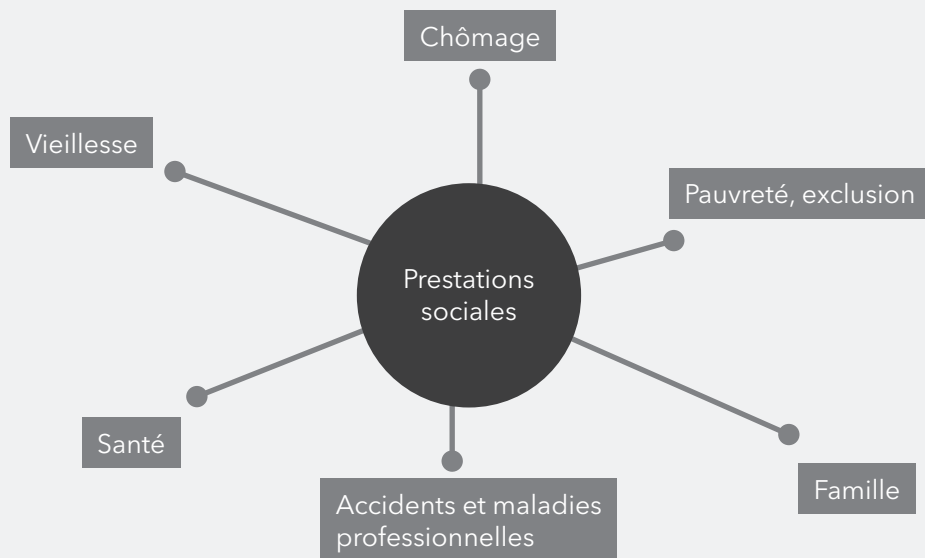 Chômage
Vieillesse
Pauvreté, exclusion
Prestations
sociales
Santé
Accidents et maladies
professionnelles
Famille